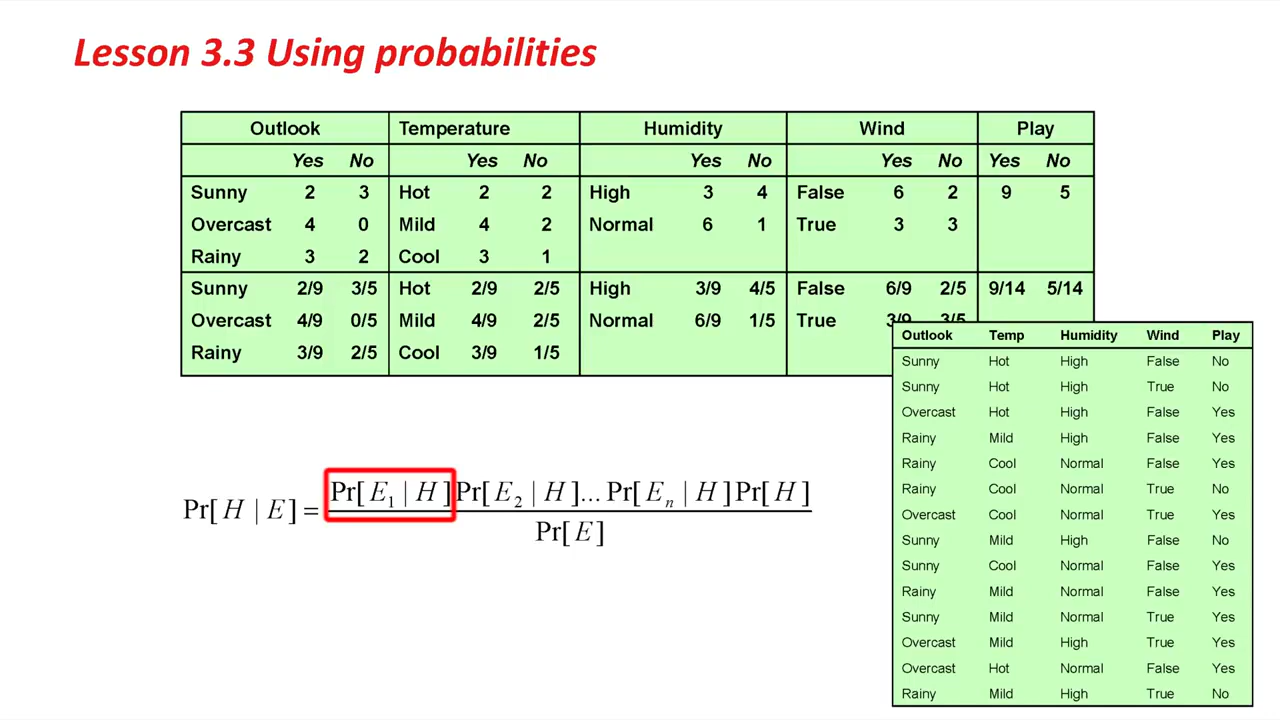 Lesson 3.3 Using probabilities
Outlook Temperature Humidity Wind Play
Yes No Yes No Yes No Yes No Yes No
Sunny 2 3 Hot 2 2 High 3 4 False 6 2 9 5
Overcast 4 0 Mild 4 2 Normal 6 1 True 3 3
Rainy 3 2 Cool 3 1
Sunny 2/9 3/5 Hot 2/9 2/5 High 3/9 4/5 False 6/9 2/5 9/14 5/14
Overcast 4/9 0/5 Mild 4/9 2/5 Normal 6/9 1/5 True 3/9 3/5
Rainy 3/9 2/5 Cool 3/9 1/5
Outlook Temp Humidity Wind Play
Sunny Hot High False No
Sunny Hot High True No
Overcast Hot High False Yes
Rainy Mild High False Yes
Rainy Cool Normal False Yes
Rainy Cool Normal True No
Overcast Cool Normal True Yes
Sunny Mild High False No
Sunny Cool Normal False Yes
Rainy Mild Normal False Yes
Sunny Mild Normal True Yes
Overcast Mild High True Yes
Overcast Hot Normal False Yes
Rainy Mild High True No
Pr[E₁ | H]Pr[E₂ | H]...Pr[Eₙ | H]Pr[H]
Pr[H | E] =
Pr[E]